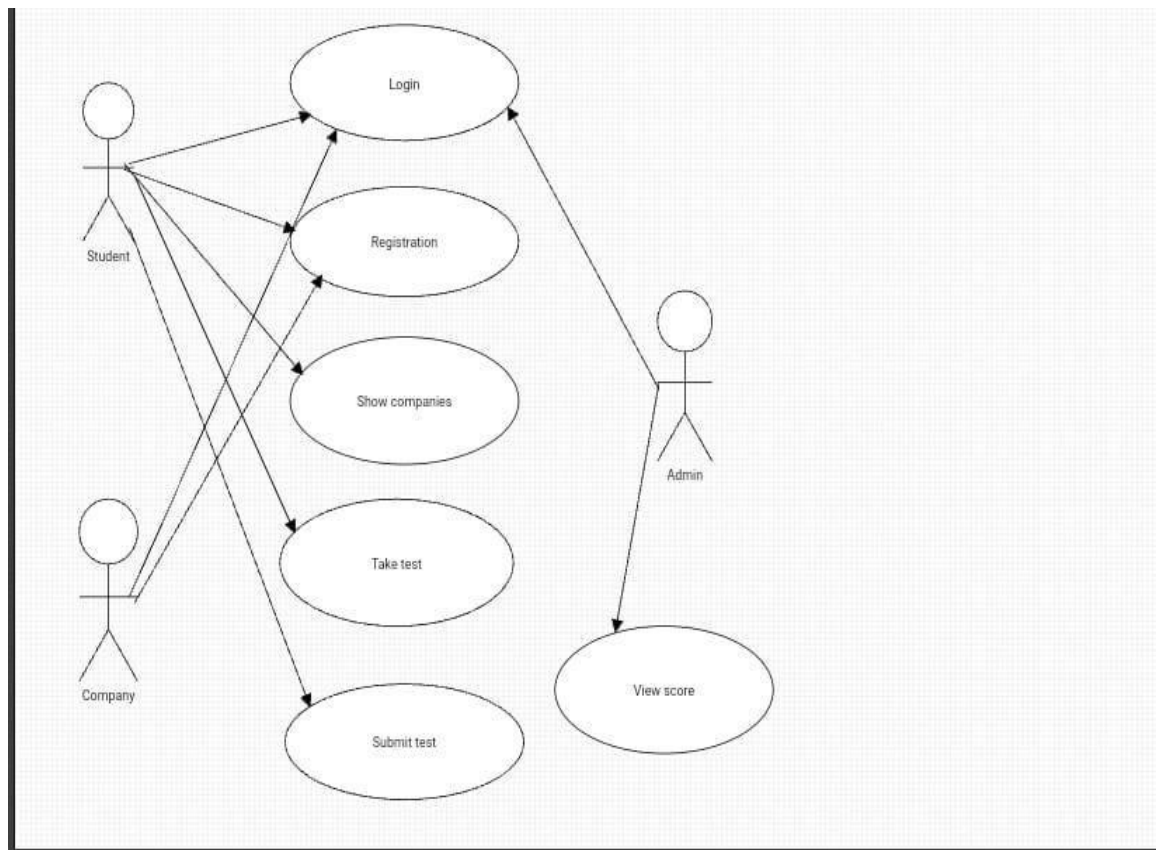 Login
Student
Registration
Show companies
Admin
Take test
Company
View score
Submit test